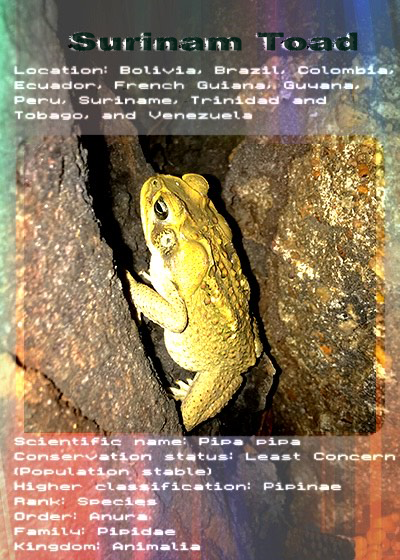 Surinam Toad
Location: Bolivia, Brazil, Colombia,
Ecuador, French Guiana, Guyana,
Peru, Suriname, Trinidad and
Tobago, and Venezuela
Scientific name: Pipa pipa
Conservation status: Least Concern
(Population stable)
Higher classification: Pipinae
Rank: Species
Order: Anura
Family: Pipidae
Kingdom: Animalia